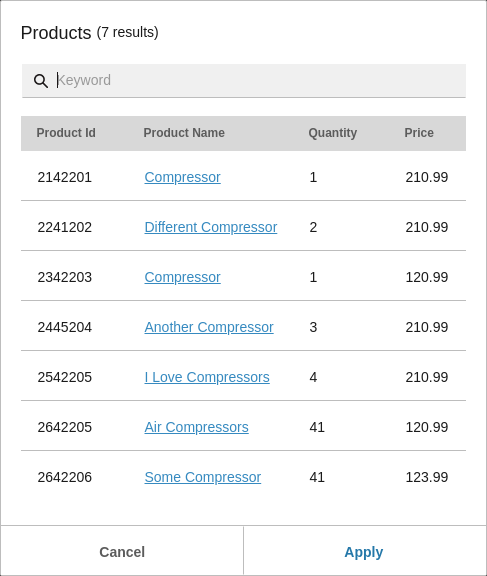 Products (7 results)
Keyword
Product Id Product Name Quantity Price
2142201 Compressor 1 210.99
2241202 Different Compressor 2 210.99
2342203 Compressor 1 120.99
2445204 Another Compressor 3 210.99
2542205 I Love Compressors 4 210.99
2642205 Air Compressors 41 120.99
2642206 Some Compressor 41 123.99
Cancel Apply